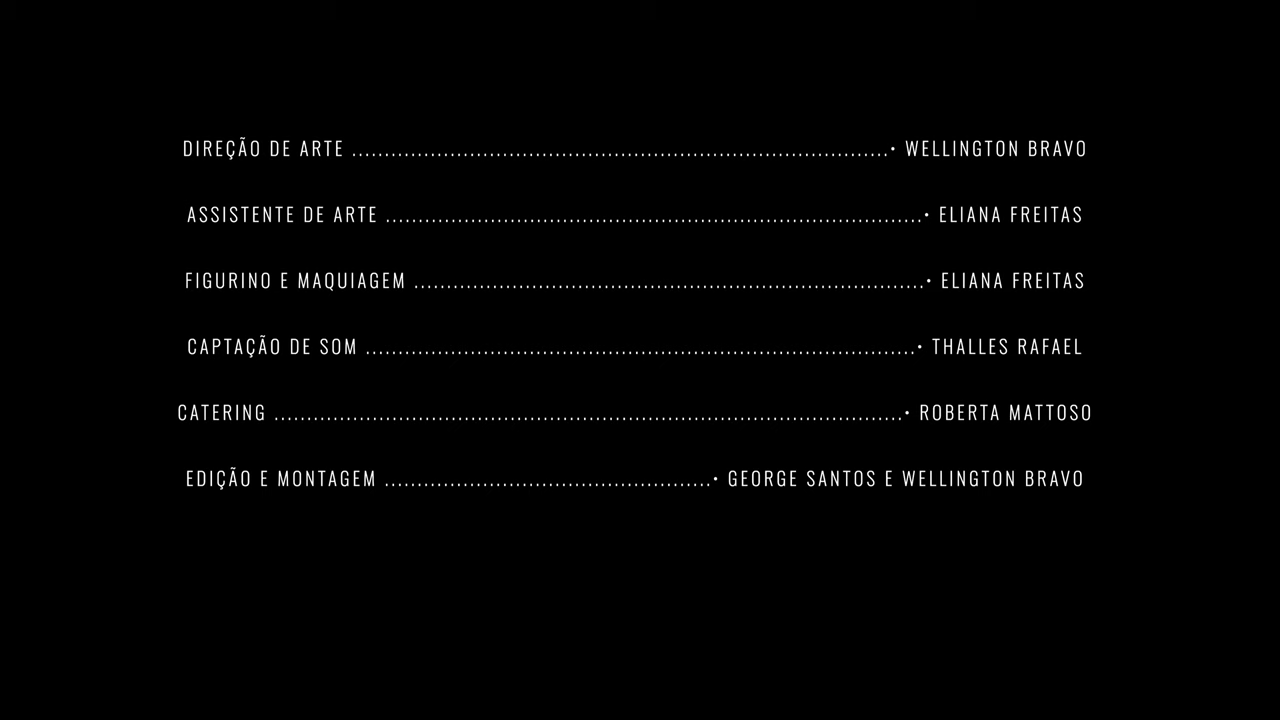 DIREÇÃO DE ARTE ................................................................................• WELLINGTON BRAVO
ASSISTENTE DE ARTE ................................................................................• ELIANA FREITAS
FIGURINO E MAQUIAGEM .............................................................................• ELIANA FREITAS
CAPTAÇÃO DE SOM ..................................................................................• THALLES RAFAEL
CATERING ..............................................................................................• ROBERTA MATTOSO
EDIÇÃO E MONTAGEM .................................................• GEORGE SANTOS E WELLINGTON BRAVO